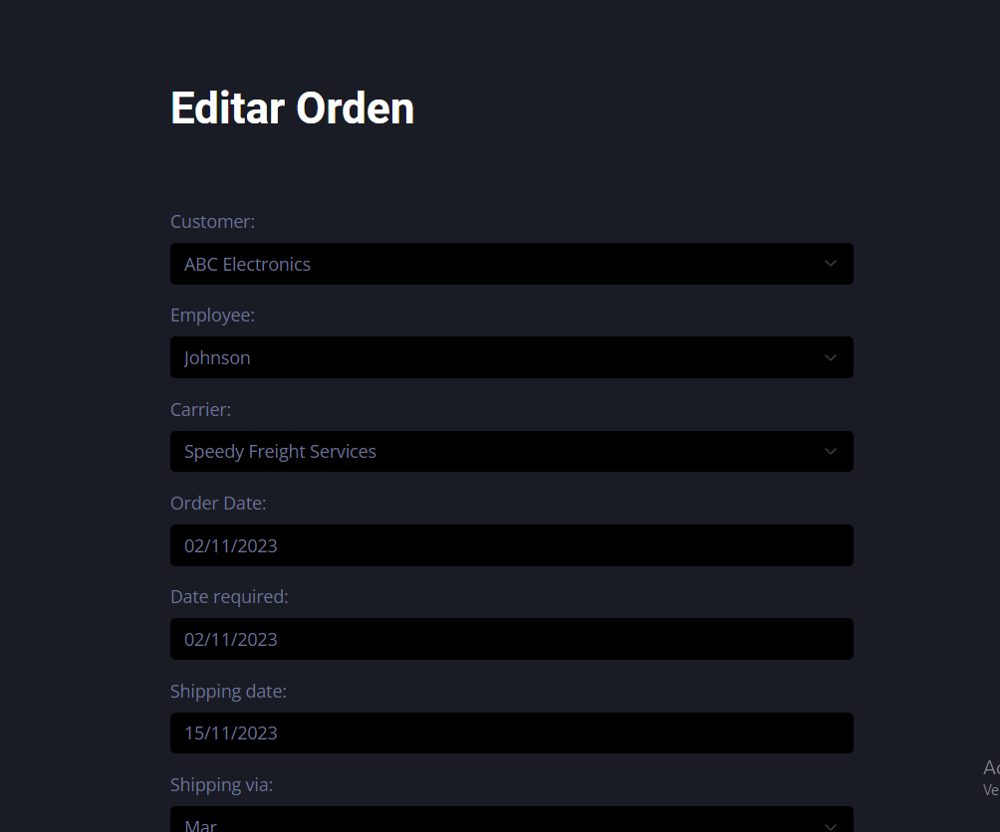 Editar Orden
Customer:
ABC Electronics
Employee:
Johnson
Carrier:
Speedy Freight Services
Order Date:
02/11/2023
Date required:
02/11/2023
Shipping date:
15/11/2023
Shipping via:
Mar
Ve